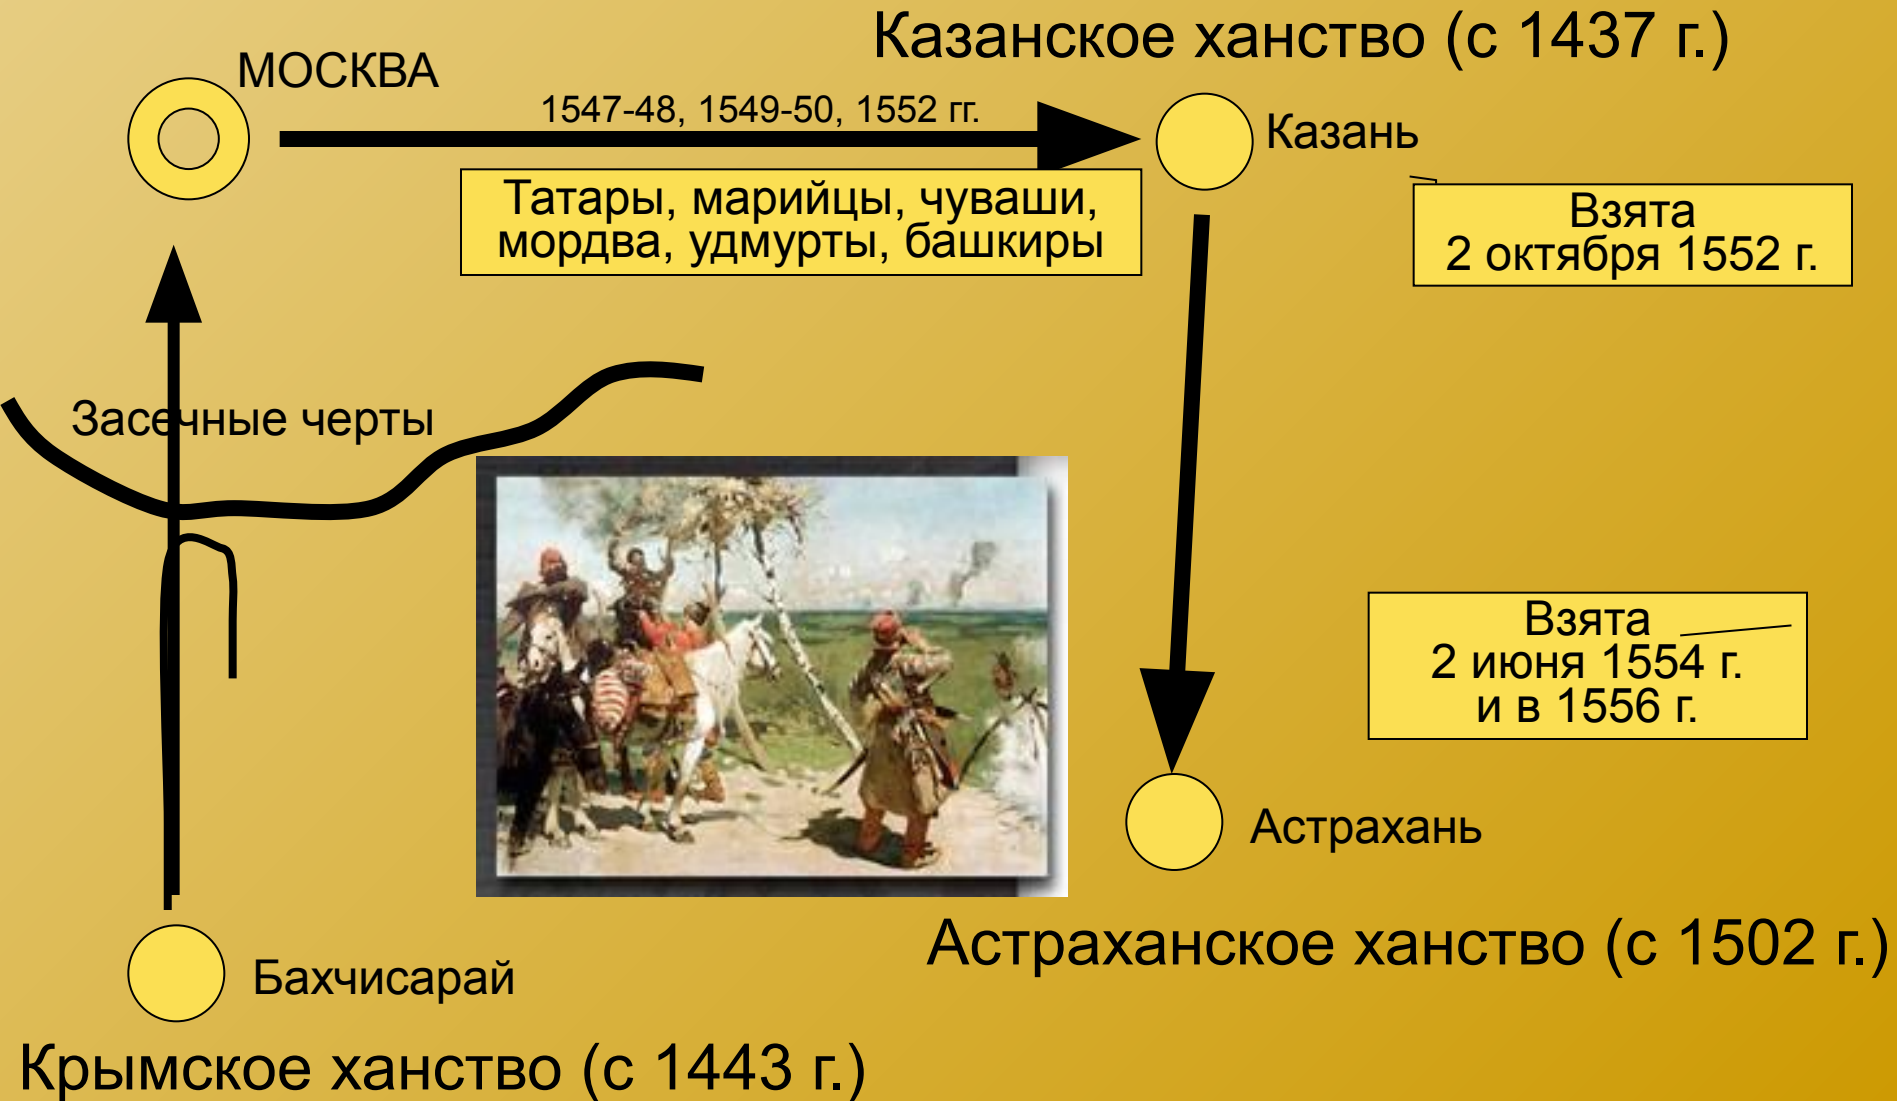 Казанское ханство (с 1437 г.)
МОСКВА
1547-48, 1549-50, 1552 гг.
Казань
Татары, марийцы, чуваши,
мордва, удмурты, башкиры
Взята
2 октября 1552 г.
Засечные черты
Взята
2 июня 1554 г.
и в 1556 г.
Астрахань
Астраханское ханство (с 1502 г.)
Бахчисарай
Крымское ханство (с 1443 г.)